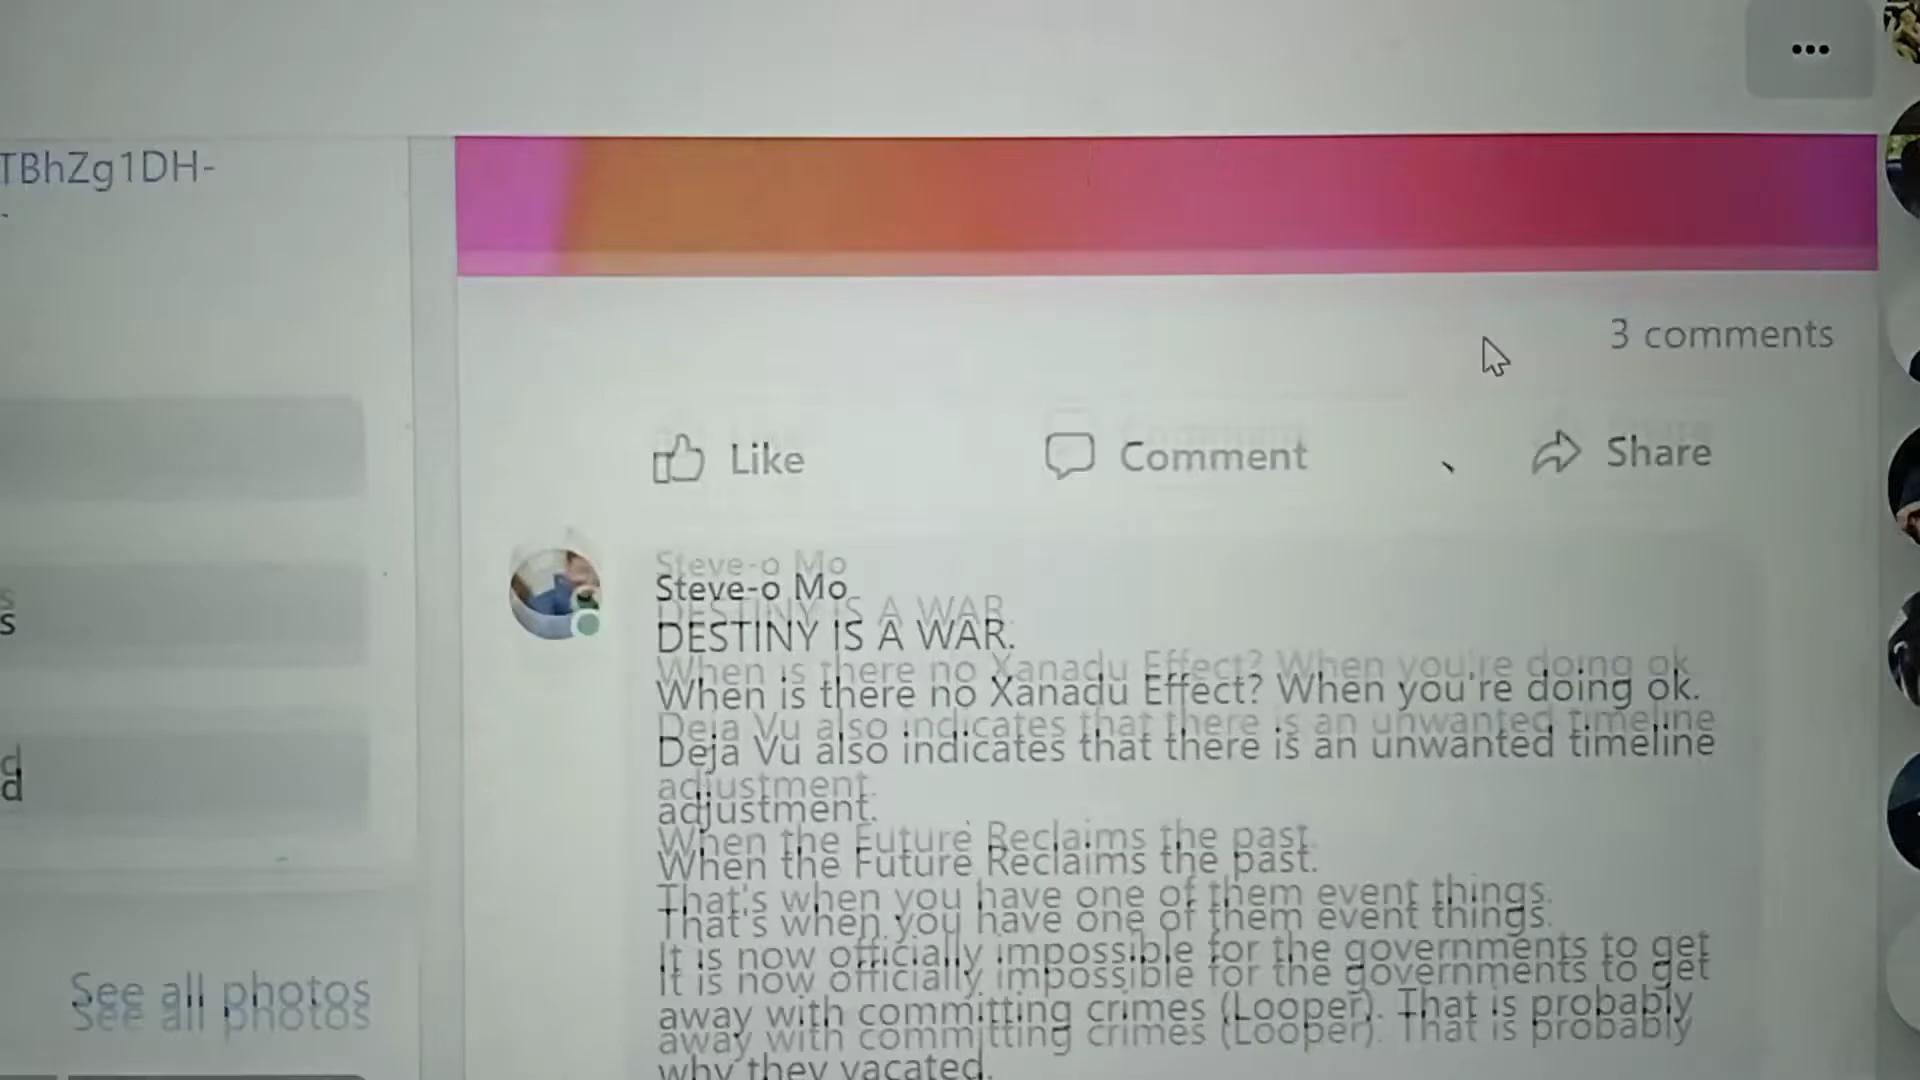 TBhZg1DH-
3 comments
Like
Comment
Share
Steve-o Mo
DESTINY IS A WAR.
When is there no Xanadu Effect? When you're doing ok.
Deja Vu also indicates that there is an unwanted timeline
adjustment.
When the Future Reclaims the past.
That's when you have one of them event things.
It is now officially impossible for the governments to get
away with committing crimes (Looper). That is probably
why they vacated.
s
d
See all photos